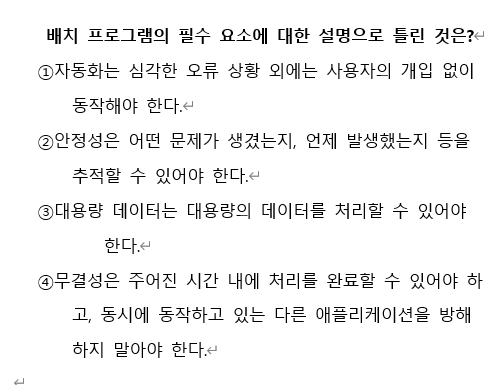 배치 프로그램의 필수 요소에 대한 설명으로 틀린 것은?↵
①자동화는 심각한 오류 상황 외에는 사용자의 개입 없이
동작해야 한다.↵
②안정성은 어떤 문제가 생겼는지, 언제 발생했는지 등을
추적할 수 있어야 한다.↵
③대용량 데이터는 대용량의 데이터를 처리할 수 있어야
한다.↵
④무결성은 주어진 시간 내에 처리를 완료할 수 있어야 하
고, 동시에 동작하고 있는 다른 애플리케이션을 방해
하지 말아야 한다.↵
↵